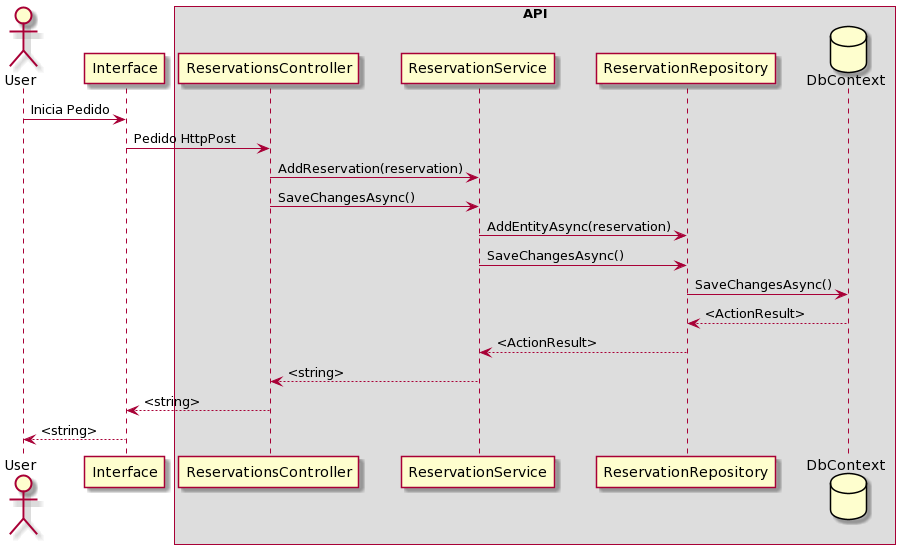 API
User
Interface
ReservationsController
ReservationService
ReservationRepository
DbContext
Inicia Pedido
Pedido HttpPost
AddReservation(reservation)
SaveChangesAsync()
AddEntityAsync(reservation)
SaveChangesAsync()
SaveChangesAsync()
<ActionResult>
<ActionResult>
<string>
<string>
<string>
User
Interface
ReservationsController
ReservationService
ReservationRepository
DbContext